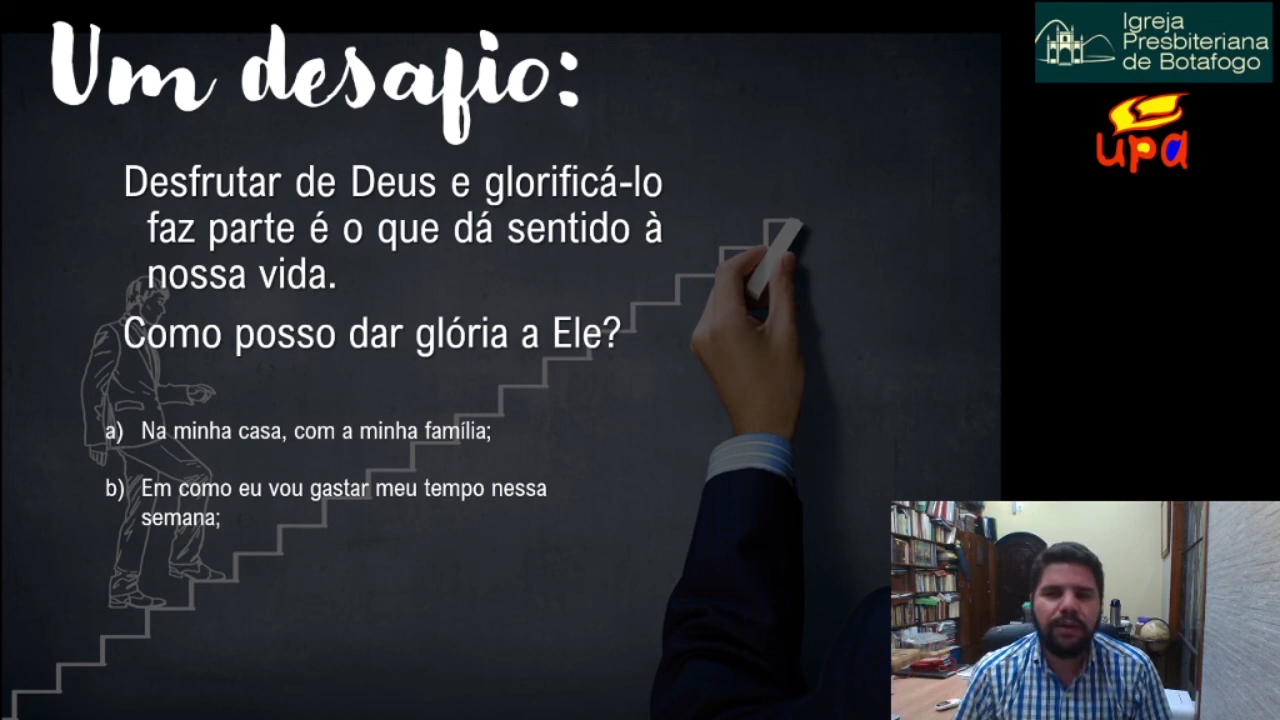 Um desafio:
Desfrutar de Deus e glorificá-lo
faz parte é o que dá sentido à
nossa vida.
Como posso dar glória a Ele?
a) Na minha casa, com a minha família;
b) Em como eu vou gastar meu tempo nessa
semana;
Igreja
Presbiteriana
de Botafogo
upa